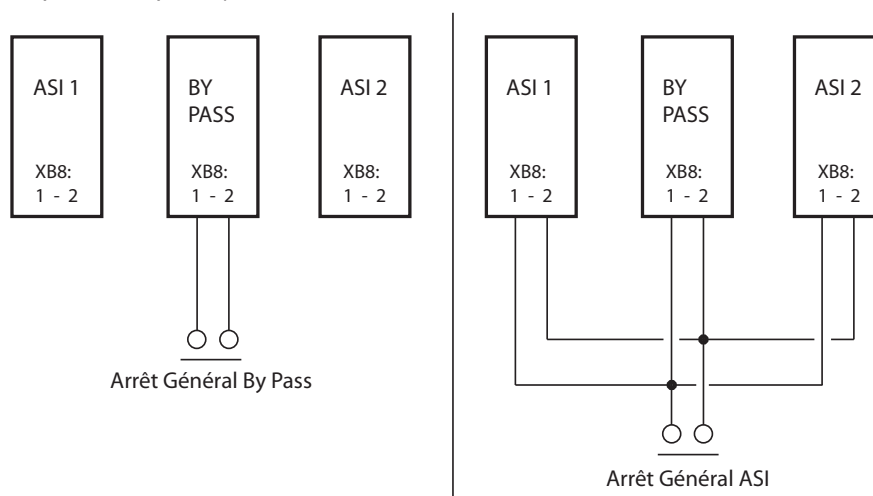 ASI 1
XB8:
1 - 2
BY
PASS
XB8:
1 - 2
ASI 2
XB8:
1 - 2
Arrêt Général By Pass
ASI 1
XB8:
1 - 2
BY
PASS
XB8:
1 - 2
ASI 2
XB8:
1 - 2
Arrêt Général ASI